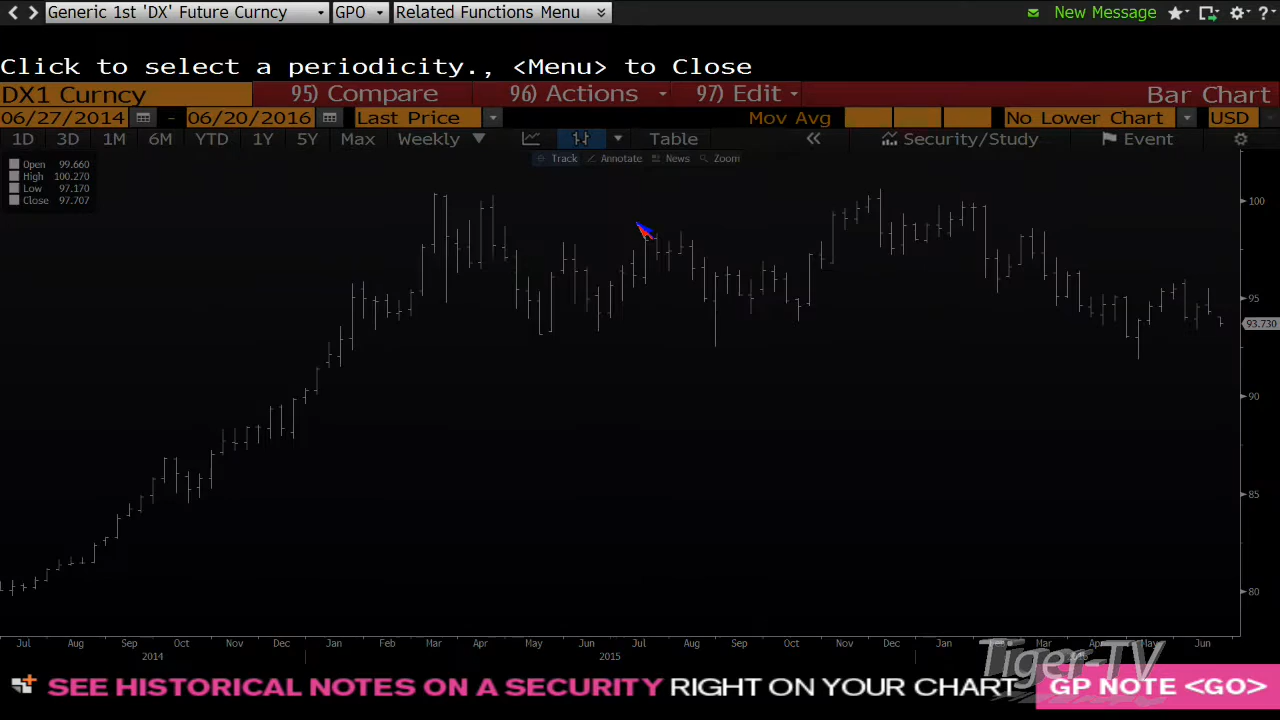 Generic 1st 'DX' Future Curncy GPO Related Functions Menu New Message ?
Click to select a periodicity., <Menu> to Close
DX1 Curncy 95) Compare 96) Actions 97) Edit Bar Chart
06/27/2014 - 06/20/2016 Last Price Mov Avg No Lower Chart USD
1D 3D 1M 6M YTD 1Y 5Y Max Weekly Table Security/Study Event
Track Annotate News Zoom
Open 99.660
High 100.270
Low 97.170
Close 97.707
100
95
93.730
90
85
80
Jul Aug Sep Oct Nov Dec Jan Feb Mar Apr May Jun Jul Aug Sep Oct Nov Dec Jan Mar Apr May Jun
2014 2015
Tiger-TV
SEE HISTORICAL NOTES ON A SECURITY RIGHT ON YOUR CHART GP NOTE <GO>